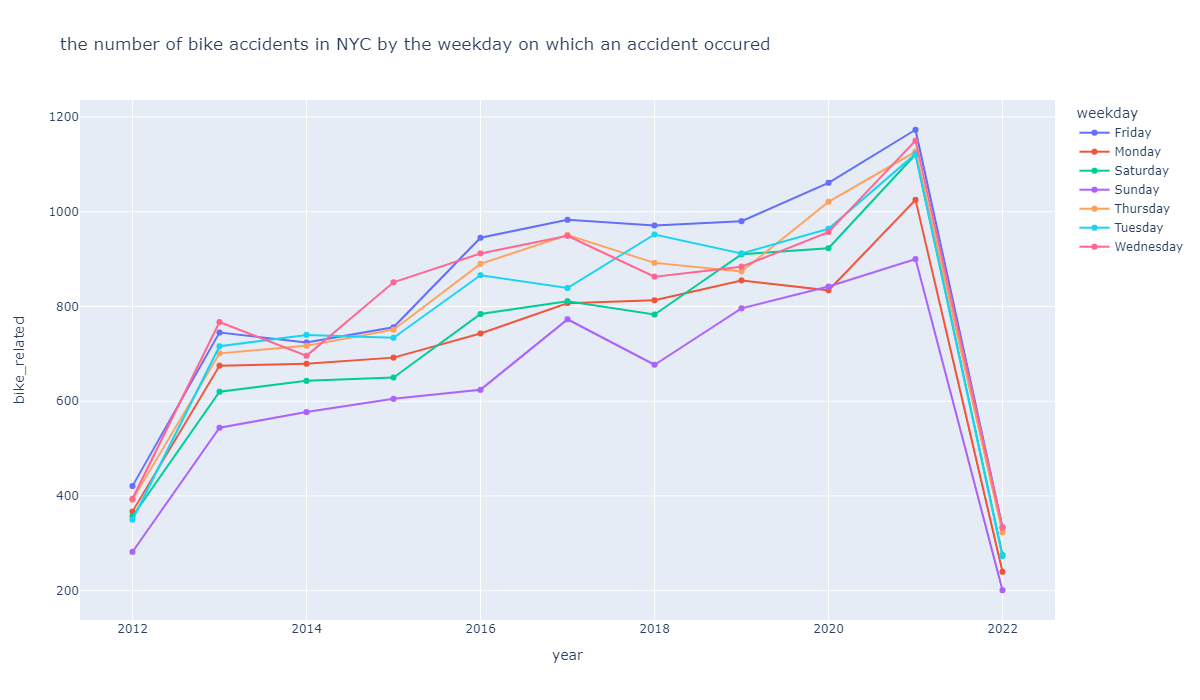 the number of bike accidents in NYC by the weekday on which an accident occured
weekday
Friday
Monday
Saturday
Sunday
Thursday
Tuesday
Wednesday
1200
1000
800
600
400
200
bike_related
2012
2014
2016
2018
2020
2022
year